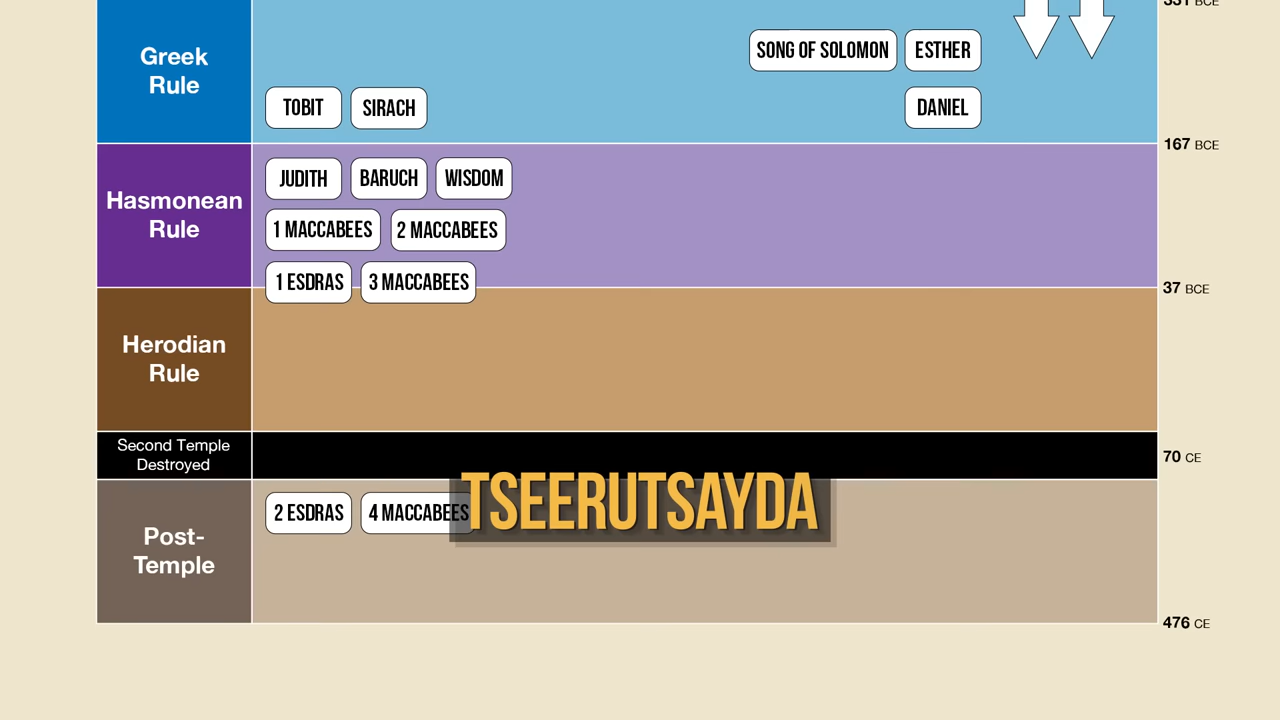 331 BCE
Greek
Rule
SONG OF SOLOMON
ESTHER
TOBIT
SIRACH
DANIEL
167 BCE
Hasmonean
Rule
JUDITH
BARUCH
WISDOM
1 MACCABEES
2 MACCABEES
1 ESDRAS
3 MACCABEES
37 BCE
Herodian
Rule
Second Temple
Destroyed
70 CE
TSEERUTSAYDA
Post-
Temple
2 ESDRAS
4 MACCABEES
476 CE